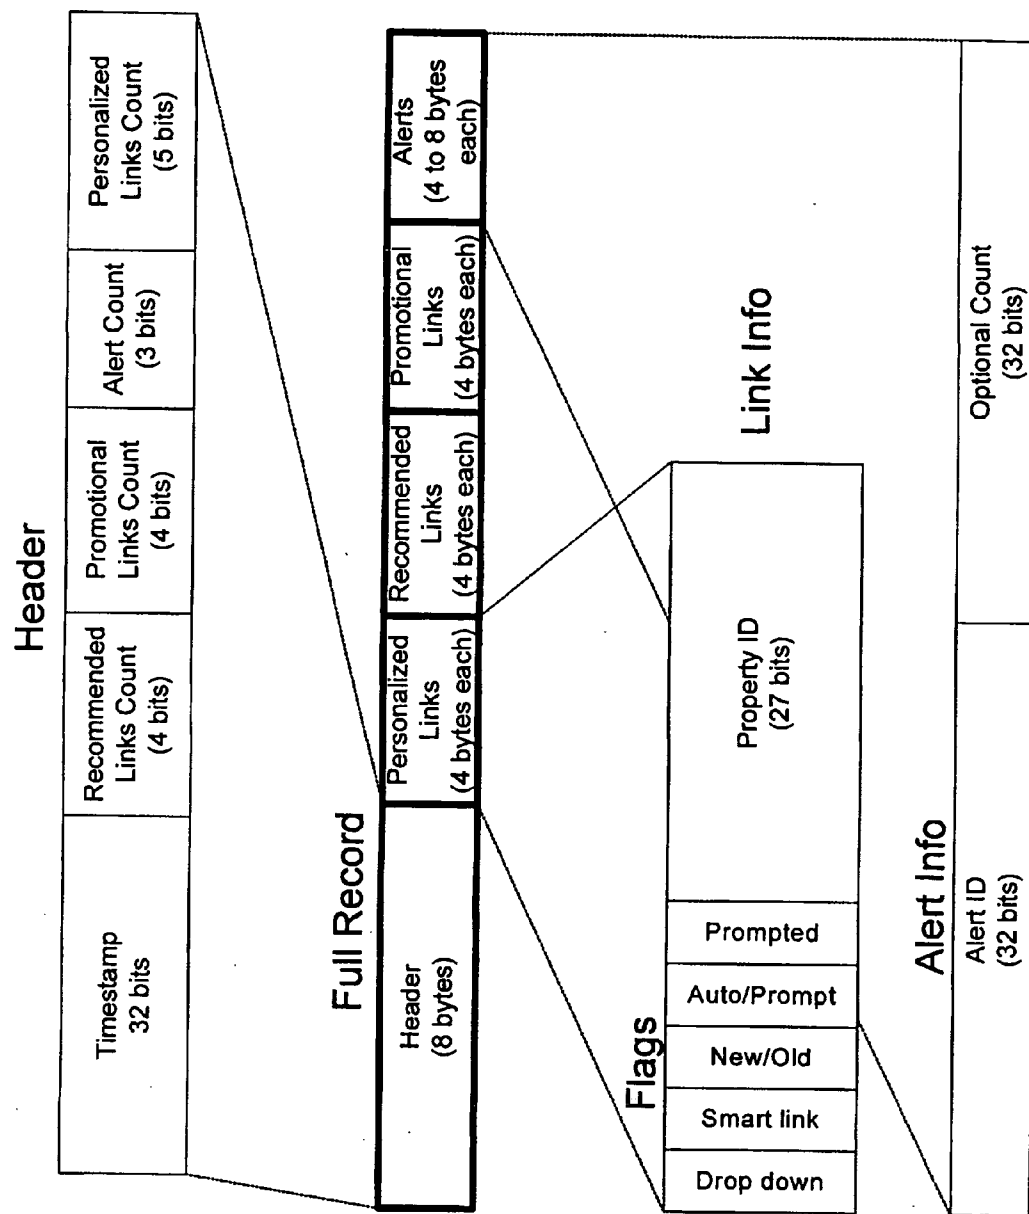 Header
Timestamp
32 bits
Recommended
Links Count
(4 bits)
Promotional
Links Count
(4 bits)
Alert Count
(3 bits)
Personalized
Links Count
(5 bits)
Full Record
Header
(8 bytes)
Personalized
Links
(4 bytes each)
Recommended
Links
(4 bytes each)
Promotional
Links
(4 bytes each)
Alerts
(4 to 8 bytes
each)
Flags
Link Info
Drop down
Smart link
New/Old
Auto/Prompt
Prompted
Property ID
(27 bits)
Alert Info
Alert ID
(32 bits)
Optional Count
(32 bits)